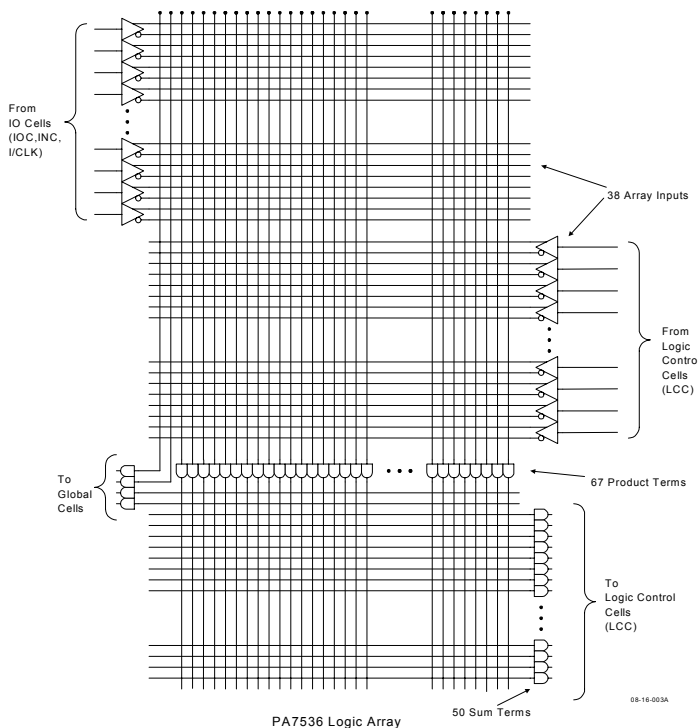 From
IO Cells
(IOC,INC,
I/CLK)
38 Array Inputs
From
Logic
Contro
Cells
(LCC)
67 Product Terms
To
Global
Cells
To
Logic Control
Cells
(LCC)
50 Sum Terms
08-16-003A
PA7536 Logic Array